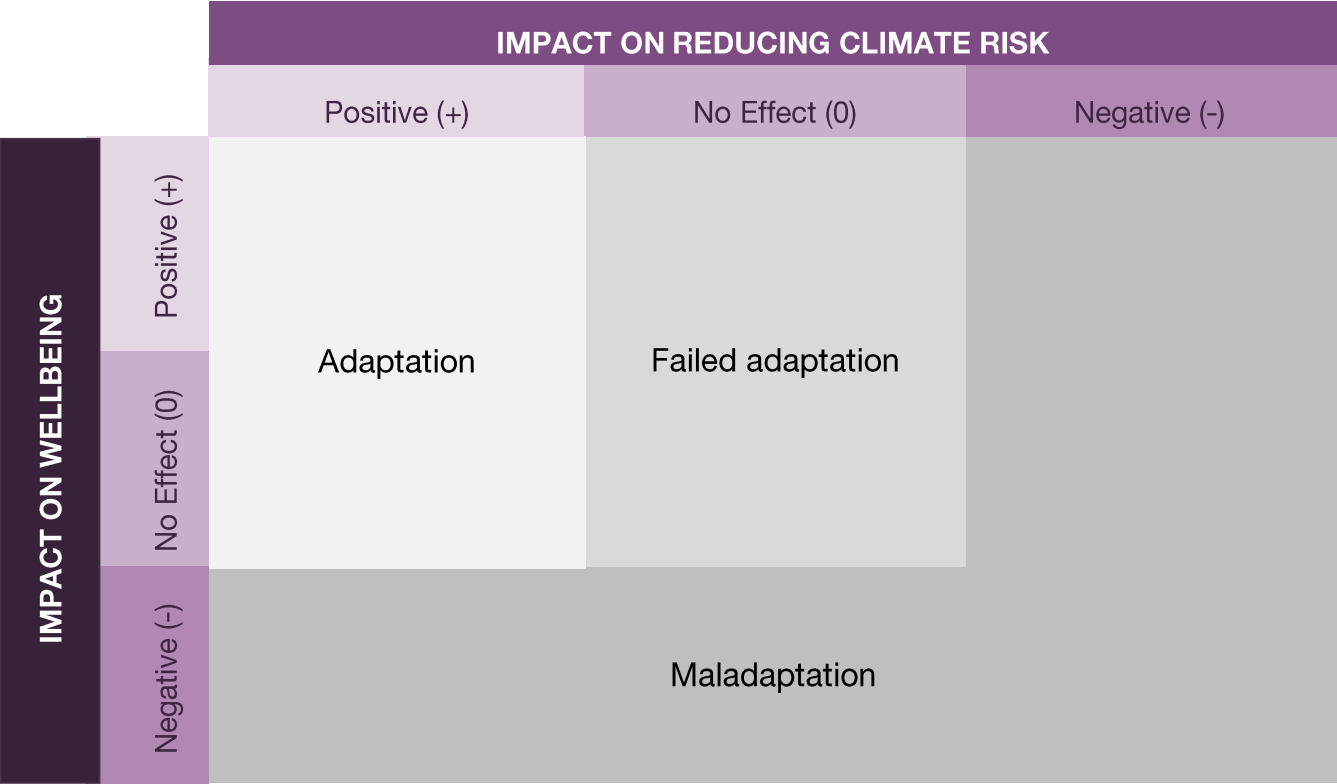 IMPACT ON REDUCING CLIMATE RISK
Positive (+)
No Effect (0)
Negative (-)
IMPACT ON WELLBEING
Positive (+)
No Effect (0)
Negative (-)
Adaptation
Failed adaptation
Maladaptation